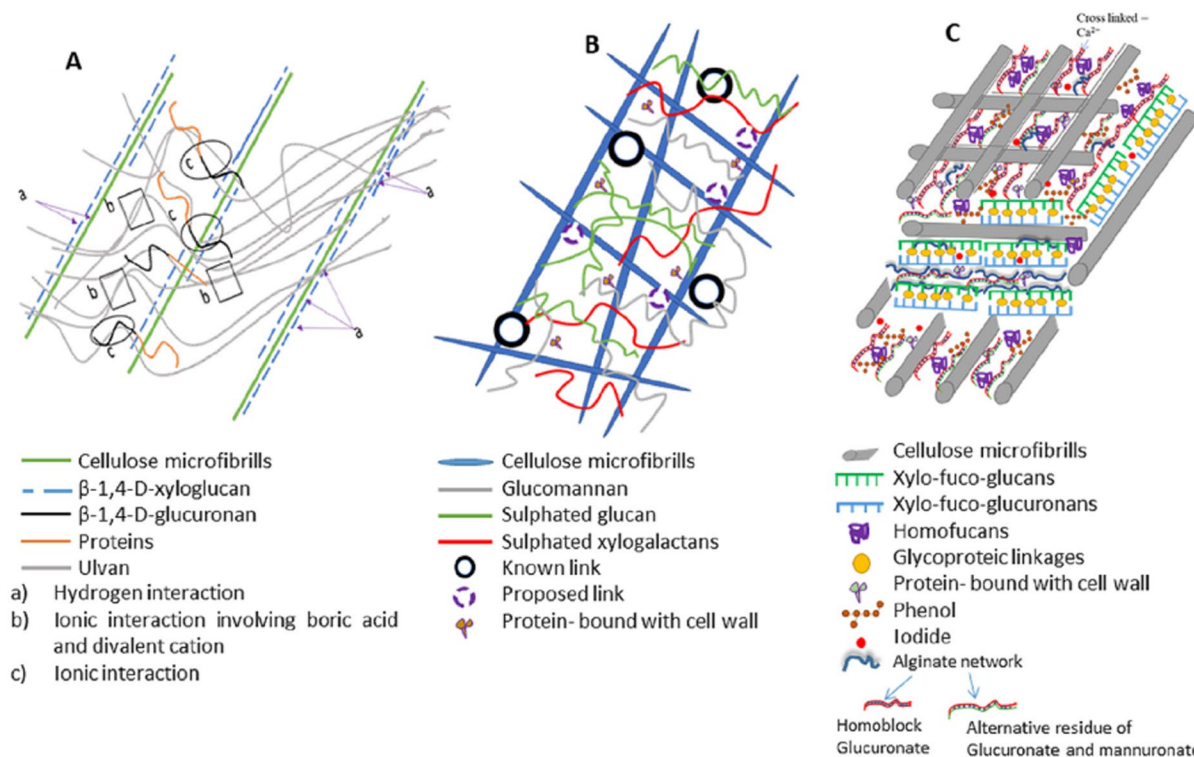 A
B
C
Cross linked –
Ca²⁺
a
b
c
c
b
b
c
a
a
Cellulose microfibrills
β-1,4-D-xyloglucan
β-1,4-D-glucuronan
Proteins
Ulvan
a) Hydrogen interaction
b) Ionic interaction involving boric acid
and divalent cation
c) Ionic interaction
Cellulose microfibrills
Glucomannan
Sulphated glucan
Sulphated xylogalactans
Known link
Proposed link
Protein- bound with cell wall
Cellulose microfibrills
Xylo-fuco-glucans
Xylo-fuco-glucuronans
Homofucans
Glycoproteic linkages
Protein- bound with cell wall
Phenol
Iodide
Alginate network
Homoblock
Glucuronate
Alternative residue of
Glucuronate and mannuronate